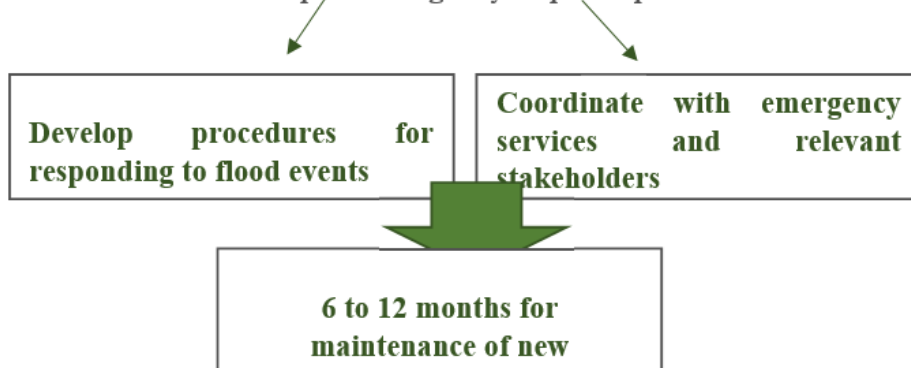 Develop procedures for
responding to flood events
Coordinate with emergency
services and relevant
stakeholders
6 to 12 months for
maintenance of new